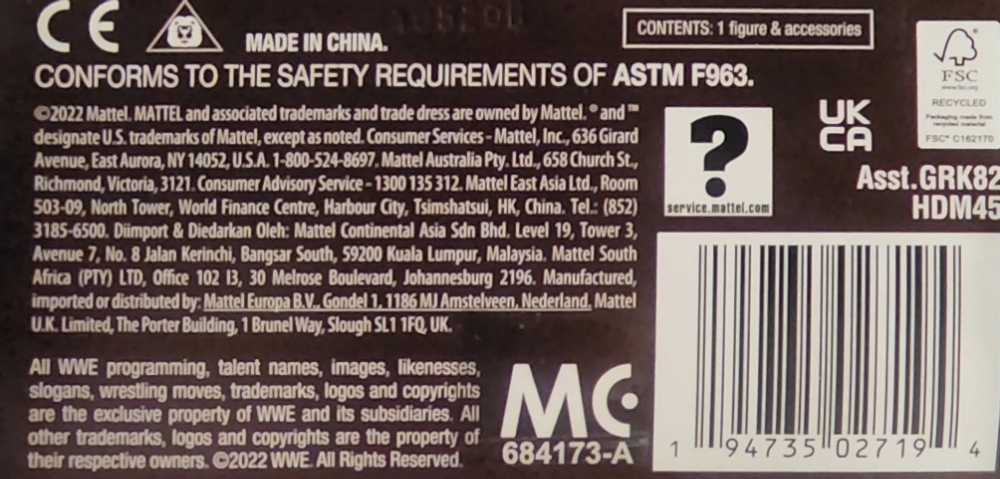 CE
MADE IN CHINA.
CONTENTS: 1 figure & accessories
CONFORMS TO THE SAFETY REQUIREMENTS OF ASTM F963.
FSC®
www.fsc.org
RECYCLED
Packaging made from
recycled material
FSC® C162170
©2022 Mattel. MATTEL and associated trademarks and trade dress are owned by Mattel. ® and ™
designate U.S. trademarks of Mattel, except as noted. Consumer Services - Mattel, Inc., 636 Girard
Avenue, East Aurora, NY 14052, U.S.A. 1-800-524-8697. Mattel Australia Pty. Ltd., 658 Church St.,
Richmond, Victoria, 3121. Consumer Advisory Service - 1300 135 312. Mattel East Asia Ltd., Room
503-09, North Tower, World Finance Centre, Harbour City, Tsimshatsui, HK, China. Tel.: (852)
3185-6500. Diimport & Diedarkan Oleh: Mattel Continental Asia Sdn Bhd. Level 19, Tower 3,
Avenue 7, No. 8 Jalan Kerinchi, Bangsar South, 59200 Kuala Lumpur, Malaysia. Mattel South
Africa (PTY) LTD, Office 102 I3, 30 Melrose Boulevard, Johannesburg 2196. Manufactured,
imported or distributed by: Mattel Europa B.V., Gondel 1, 1186 MJ Amstelveen, Nederland. Mattel
U.K. Limited, The Porter Building, 1 Brunel Way, Slough SL1 1FQ, UK.
?
service.mattel.com
UK
CA
Asst.GRK82
HDM45
All WWE programming, talent names, images, likenesses,
slogans, wrestling moves, trademarks, logos and copyrights
are the exclusive property of WWE and its subsidiaries. All
other trademarks, logos and copyrights are the property of
their respective owners. ©2022 WWE. All Rights Reserved.
MC
684173-A
1 94735 02719 4